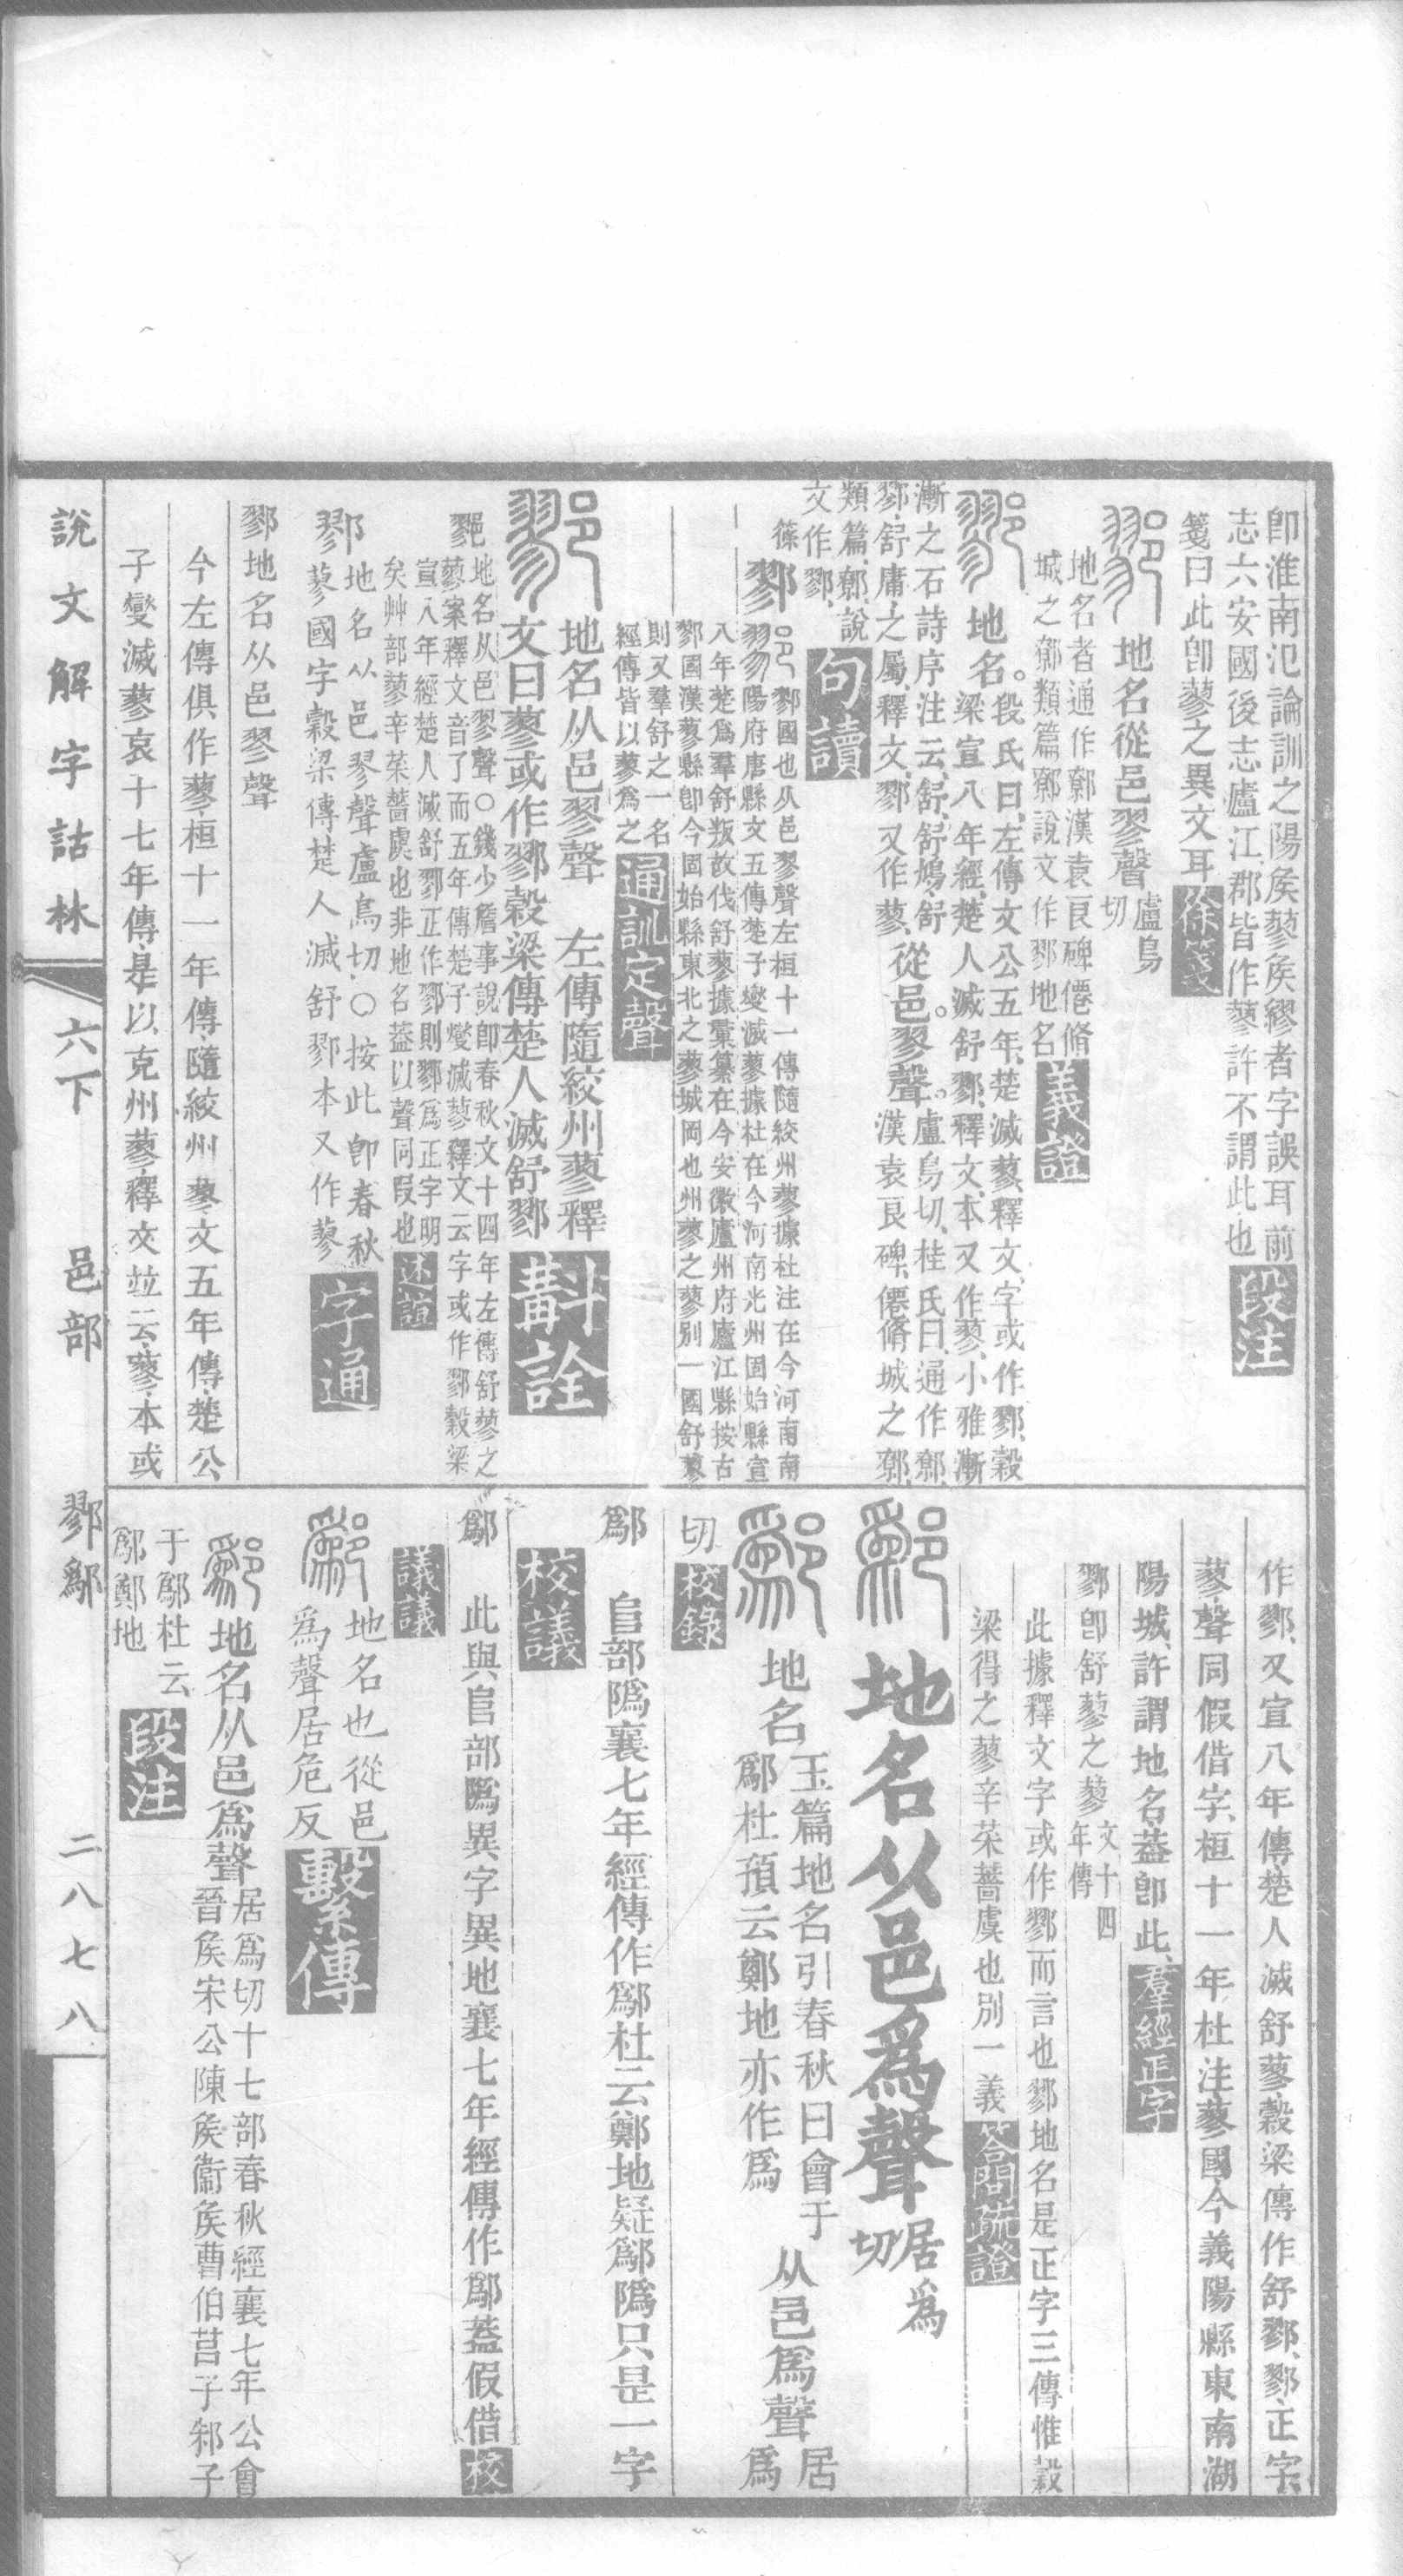 卽淮南氾論訓之陽矦蓼矦繆者字誤耳前
志六安國後志廬江郡皆作蓼許不謂此也
段注
箋曰此卽蓼之異文耳
徐箋
地名從邑翏聲
盧鳥
切
義證
地名者通作鄝漢袁良碑僊脩
城之鄝類篇鄝說文作鄝地名
地名。
段氏曰、左傳文公五年、楚滅蓼、釋文、字或作鄝、穀
梁宣八年經、楚人滅舒鄝、釋文、本又作蓼、小雅漸
漸之石詩序注云、舒、舒鳩、舒
鄝、舒庸之屬、釋文、鄝又作蓼、
從邑翏聲。
盧鳥切、桂氏曰、通作鄝、
漢袁良碑、僊脩城之鄝、
類篇、鄝、說
文作鄝、
句讀
篠
鄝
鄝國也从邑翏聲左桓十一傳隨絞州蓼據杜注在今河南南
陽府唐縣文五傳楚子燮滅蓼據杜在今河南光州固始縣宣
八年楚爲羣舒叛故伐舒蓼據彙纂在今安徽廬州府廬江縣按古
鄝國漢蓼縣卽今固始縣東北之蓼城岡也州蓼之蓼別一國舒蓼
則又羣舒之一名
經傳皆以蓼爲之
通訓定聲
地名从邑翏聲　左傳隨絞州蓼釋
文曰蓼或作鄝穀梁傳楚人滅舒鄝
斠詮
地名从邑翏聲○錢少詹事說卽春秋文十四年左傳舒蓼之
蓼案釋文音了而五年傳楚子燮滅蓼釋文云字或作鄝穀梁
宣八年經楚人滅舒鄝正作鄝則鄝爲正字明
矣艸部蓼辛菜薔虞也非地名葢以聲同叚也
述誼
鄝地名从邑翏聲盧鳥切○按此卽春秋
蓼國字穀梁傳楚人滅舒鄝本又作蓼
字通
鄝地名从邑翏聲
今左傳俱作蓼、桓十一年傳、隨絞州蓼、文五年傳、楚公
子燮滅蓼、哀十七年傳、是以克州蓼、釋文竝云、蓼、本或
說文解字詁林
六下
邑部
鄝鄬
二八七八
作鄝、又宣八年傳、楚人滅舒蓼、穀梁傳作舒鄝、鄝、正字、
蓼、聲同假借字、桓十一年杜注、蓼國、今義陽縣東南湖
陽城、許謂地名、葢卽此、
羣經正字
鄝卽舒蓼之蓼
文十四
年傳
此據釋文字或作鄝而言也鄝地名是正字三傳惟穀
梁得之蓼辛菜薔虞也別一義
答問疏證
地名从邑爲聲
居爲
切
地名
玉篇地名引春秋曰會于
鄬杜預云鄭地亦作爲
从邑爲聲
居
爲
切
校錄
鄬
𨸏部隝襄七年經傳作鄬杜云鄭地疑鄬隝只是一字
校議
鄬
此與𨸏部隝異字異地襄七年經傳作鄬葢假借
校
議議
地名也從邑
爲聲居危反
繫傳
地名从邑爲聲
居爲切十七部春秋經襄七年公會
晉矦宋公陳矦衞矦曹伯莒子邾子
于鄬杜云
鄬鄭地
段注